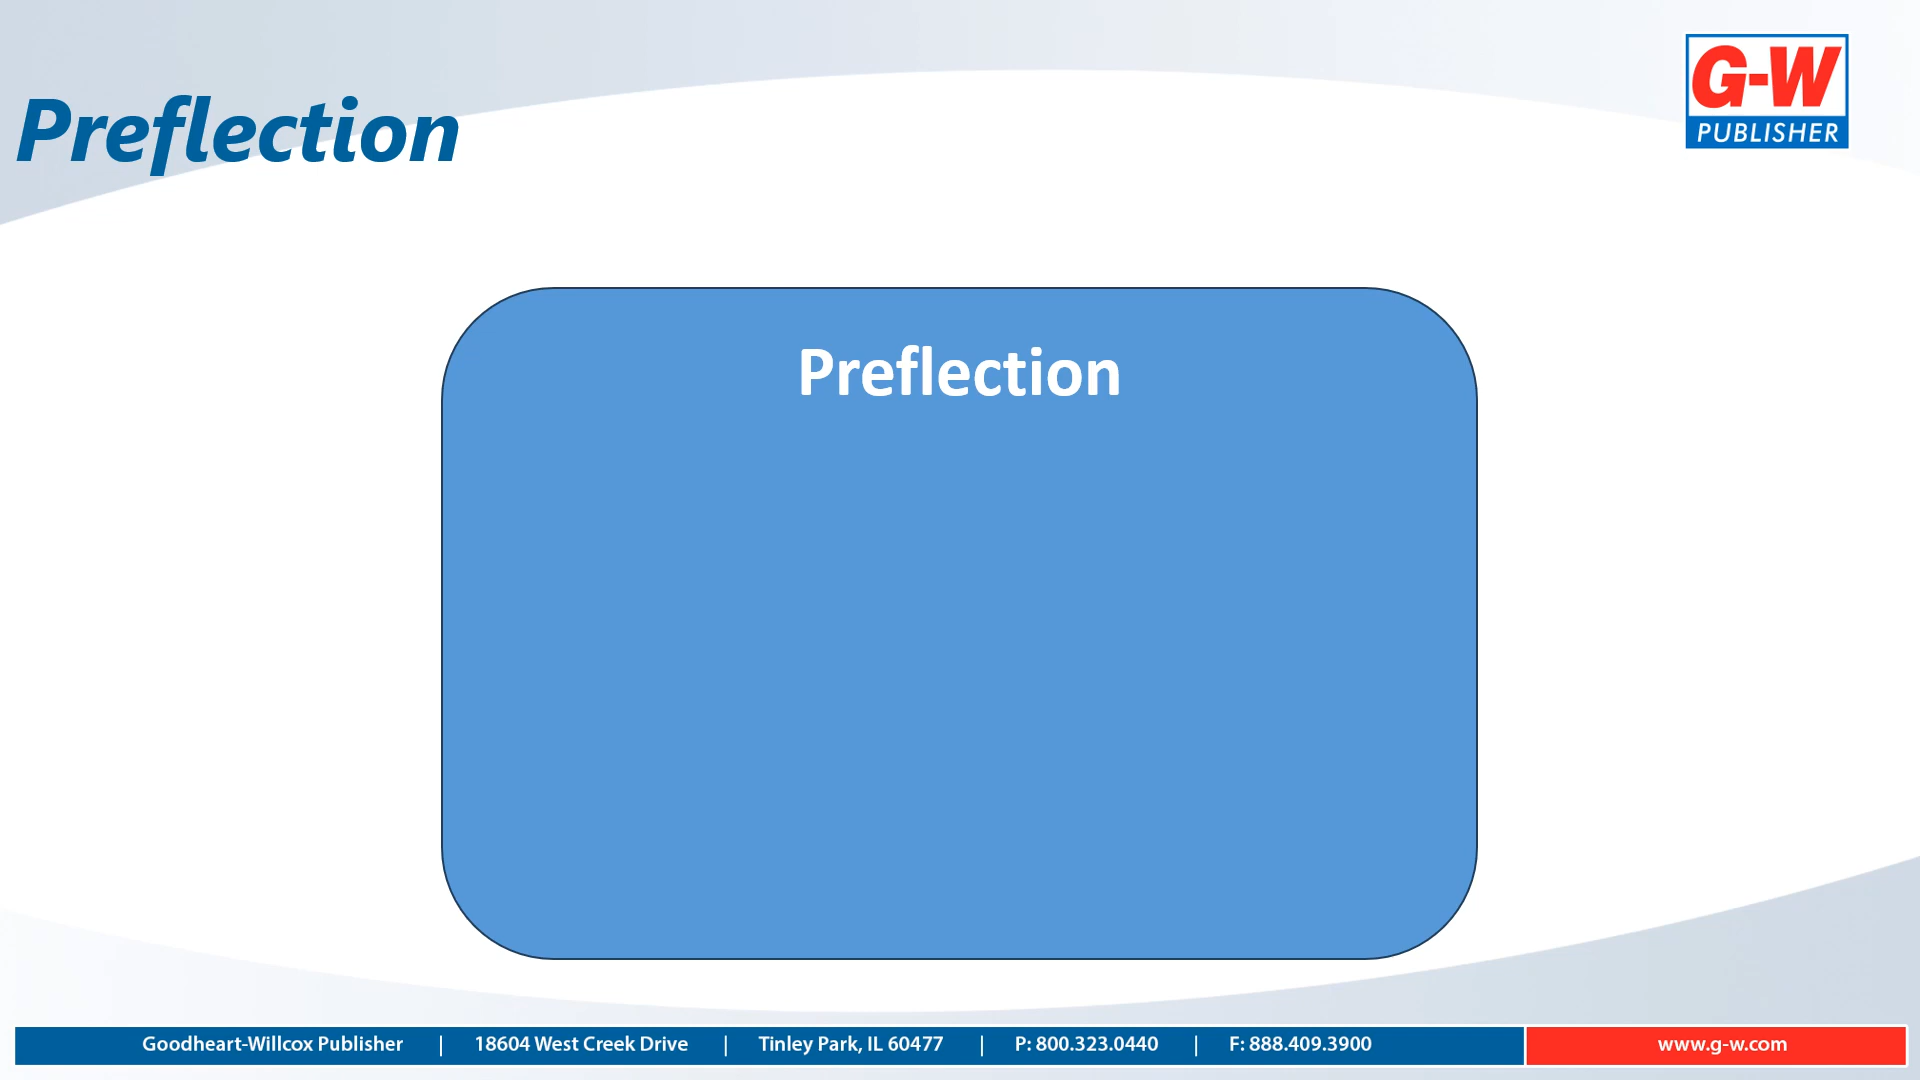 Preflection
G-W
PUBLISHER
Preflection
Goodheart-Willcox Publisher | 18604 West Creek Drive | Tinley Park, IL 60477 | P: 800.323.0440 | F: 888.409.3900 www.g-w.com